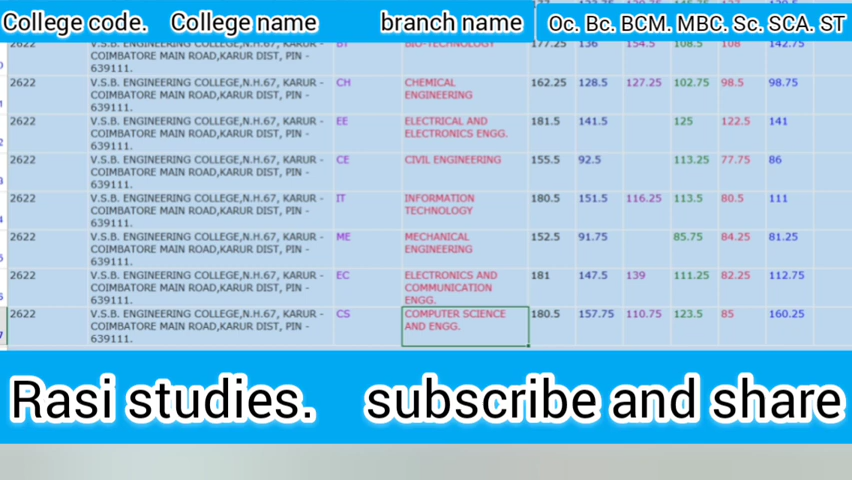 College code. College name branch name Oc. Bc. BCM. MBC. Sc. SCA. ST
2622 V.S.B. ENGINEERING COLLEGE,N.H.67, KARUR - BT BIO-TECHNOLOGY 177.25 136 154.5 108.5 108 142.75
COIMBATORE MAIN ROAD,KARUR DIST, PIN -
639111.
2622 V.S.B. ENGINEERING COLLEGE,N.H.67, KARUR - CH CHEMICAL 162.25 128.5 127.25 102.75 98.5 98.75
COIMBATORE MAIN ROAD,KARUR DIST, PIN - ENGINEERING
639111.
2622 V.S.B. ENGINEERING COLLEGE,N.H.67, KARUR - EE ELECTRICAL AND 181.5 141.5 125 122.5 141
COIMBATORE MAIN ROAD,KARUR DIST, PIN - ELECTRONICS ENGG.
639111.
2622 V.S.B. ENGINEERING COLLEGE,N.H.67, KARUR - CE CIVIL ENGINEERING 155.5 92.5 113.25 77.75 86
COIMBATORE MAIN ROAD,KARUR DIST, PIN -
639111.
2622 V.S.B. ENGINEERING COLLEGE,N.H.67, KARUR - IT INFORMATION 180.5 151.5 116.25 113.5 80.5 111
COIMBATORE MAIN ROAD,KARUR DIST, PIN - TECHNOLOGY
639111.
2622 V.S.B. ENGINEERING COLLEGE,N.H.67, KARUR - ME MECHANICAL 152.5 91.75 85.75 84.25 81.25
COIMBATORE MAIN ROAD,KARUR DIST, PIN - ENGINEERING
639111.
2622 V.S.B. ENGINEERING COLLEGE,N.H.67, KARUR - EC ELECTRONICS AND 181 147.5 139 111.25 82.25 112.75
COIMBATORE MAIN ROAD,KARUR DIST, PIN - COMMUNICATION
639111. ENGG.
2622 V.S.B. ENGINEERING COLLEGE,N.H.67, KARUR - CS COMPUTER SCIENCE 180.5 157.75 110.75 123.5 85 160.25
COIMBATORE MAIN ROAD,KARUR DIST, PIN - AND ENGG.
639111.
Rasi studies. subscribe and share